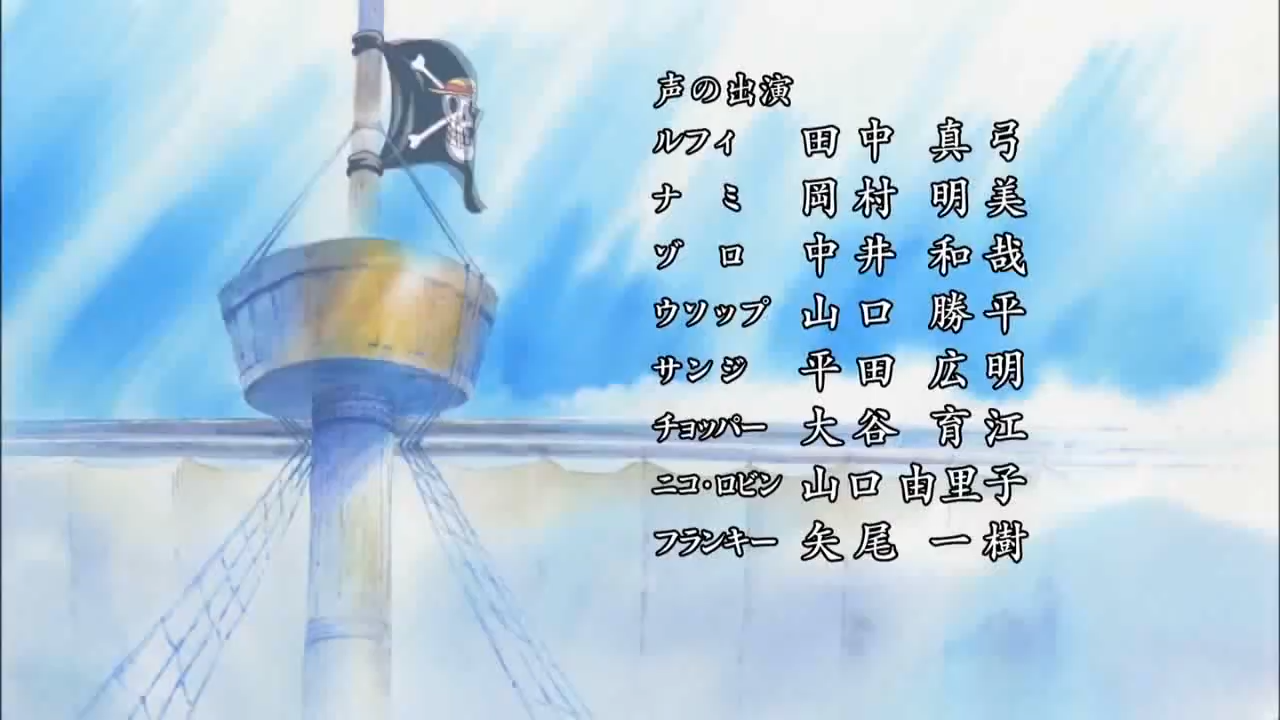 声の出演
ルフィ 田中 真弓
ナミ 岡村 明美
ゾロ 中井 和哉
ウソップ 山口 勝平
サンジ 平田 広明
チョッパー 大谷 育江
ニコ・ロビン 山口 由里子
フランキー 矢尾 一樹